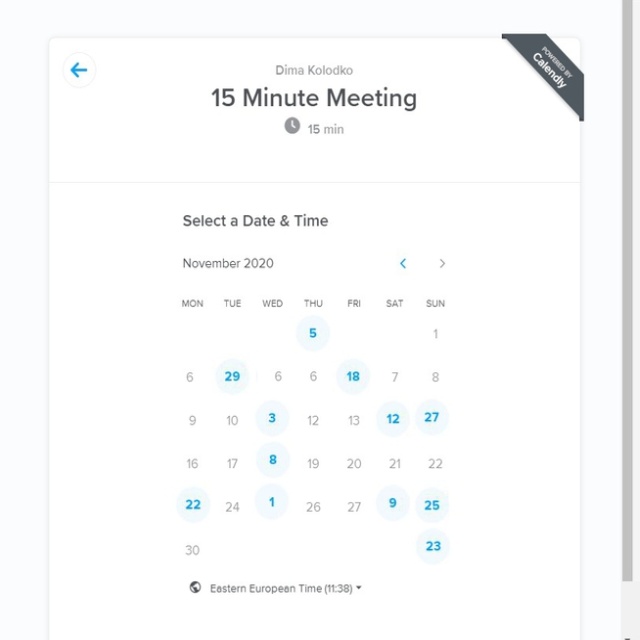 POWERED BY
Calendly
Dima Kolodko
15 Minute Meeting
15 min
Select a Date & Time
November 2020
MON TUE WED THU FRI SAT SUN
5 1
6 29 6 6 18 7 8
9 10 3 12 13 12 27
16 17 8 19 20 21 22
22 24 1 26 27 9 25
30 23
Eastern European Time (11:38)